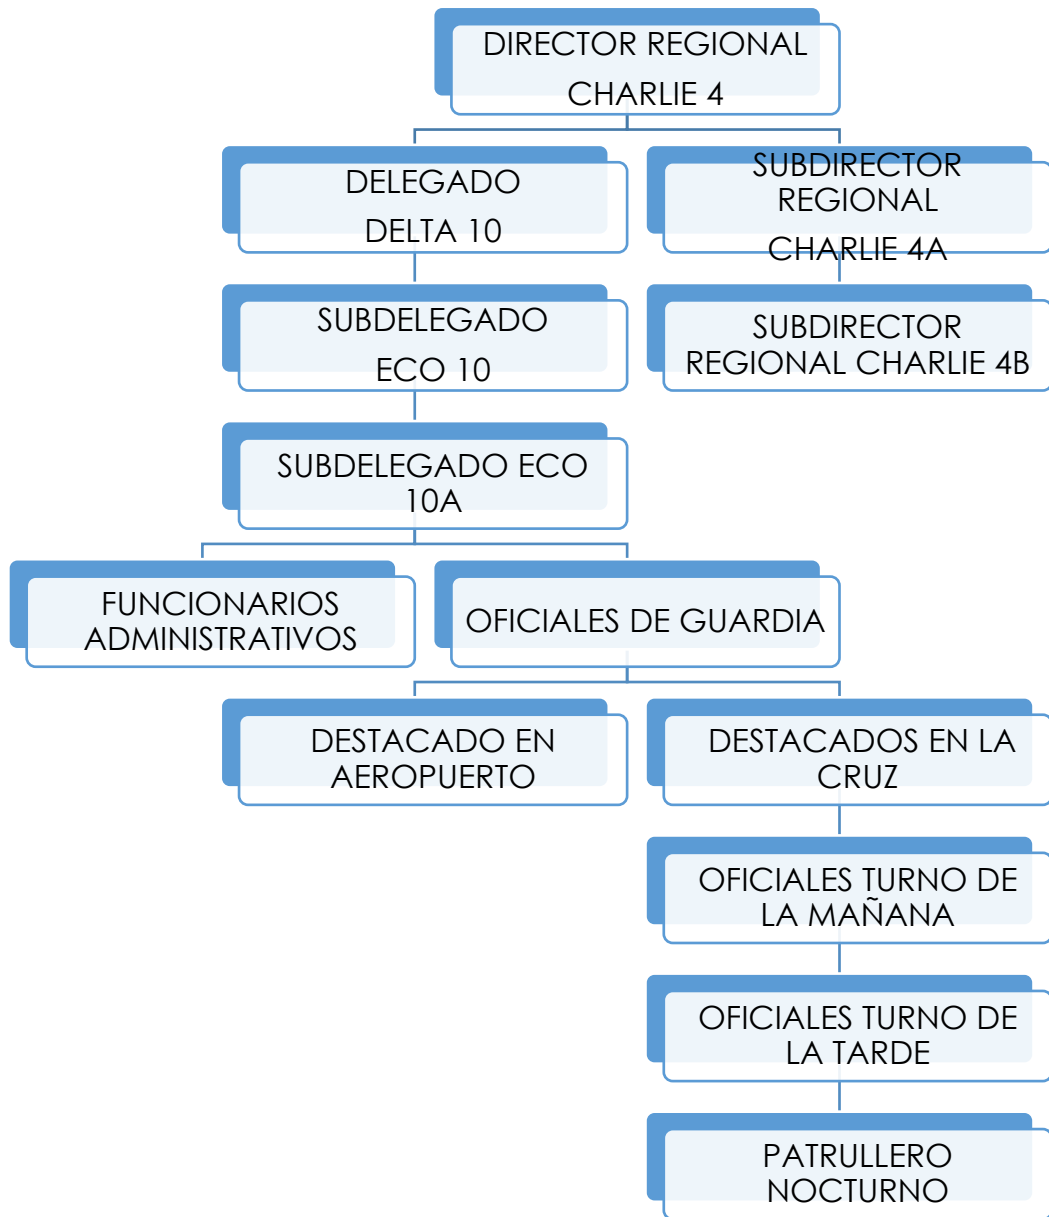 DIRECTOR REGIONAL
CHARLIE 4
DELEGADO
DELTA 10
SUBDIRECTOR
REGIONAL
CHARLIE 4A
SUBDELEGADO
ECO 10
SUBDIRECTOR
REGIONAL CHARLIE 4B
SUBDELEGADO ECO
10A
FUNCIONARIOS
ADMINISTRATIVOS
OFICIALES DE GUARDIA
DESTACADO EN
AEROPUERTO
DESTACADOS EN LA
CRUZ
OFICIALES TURNO DE
LA MAÑANA
OFICIALES TURNO DE
LA TARDE
PATRULLERO
NOCTURNO